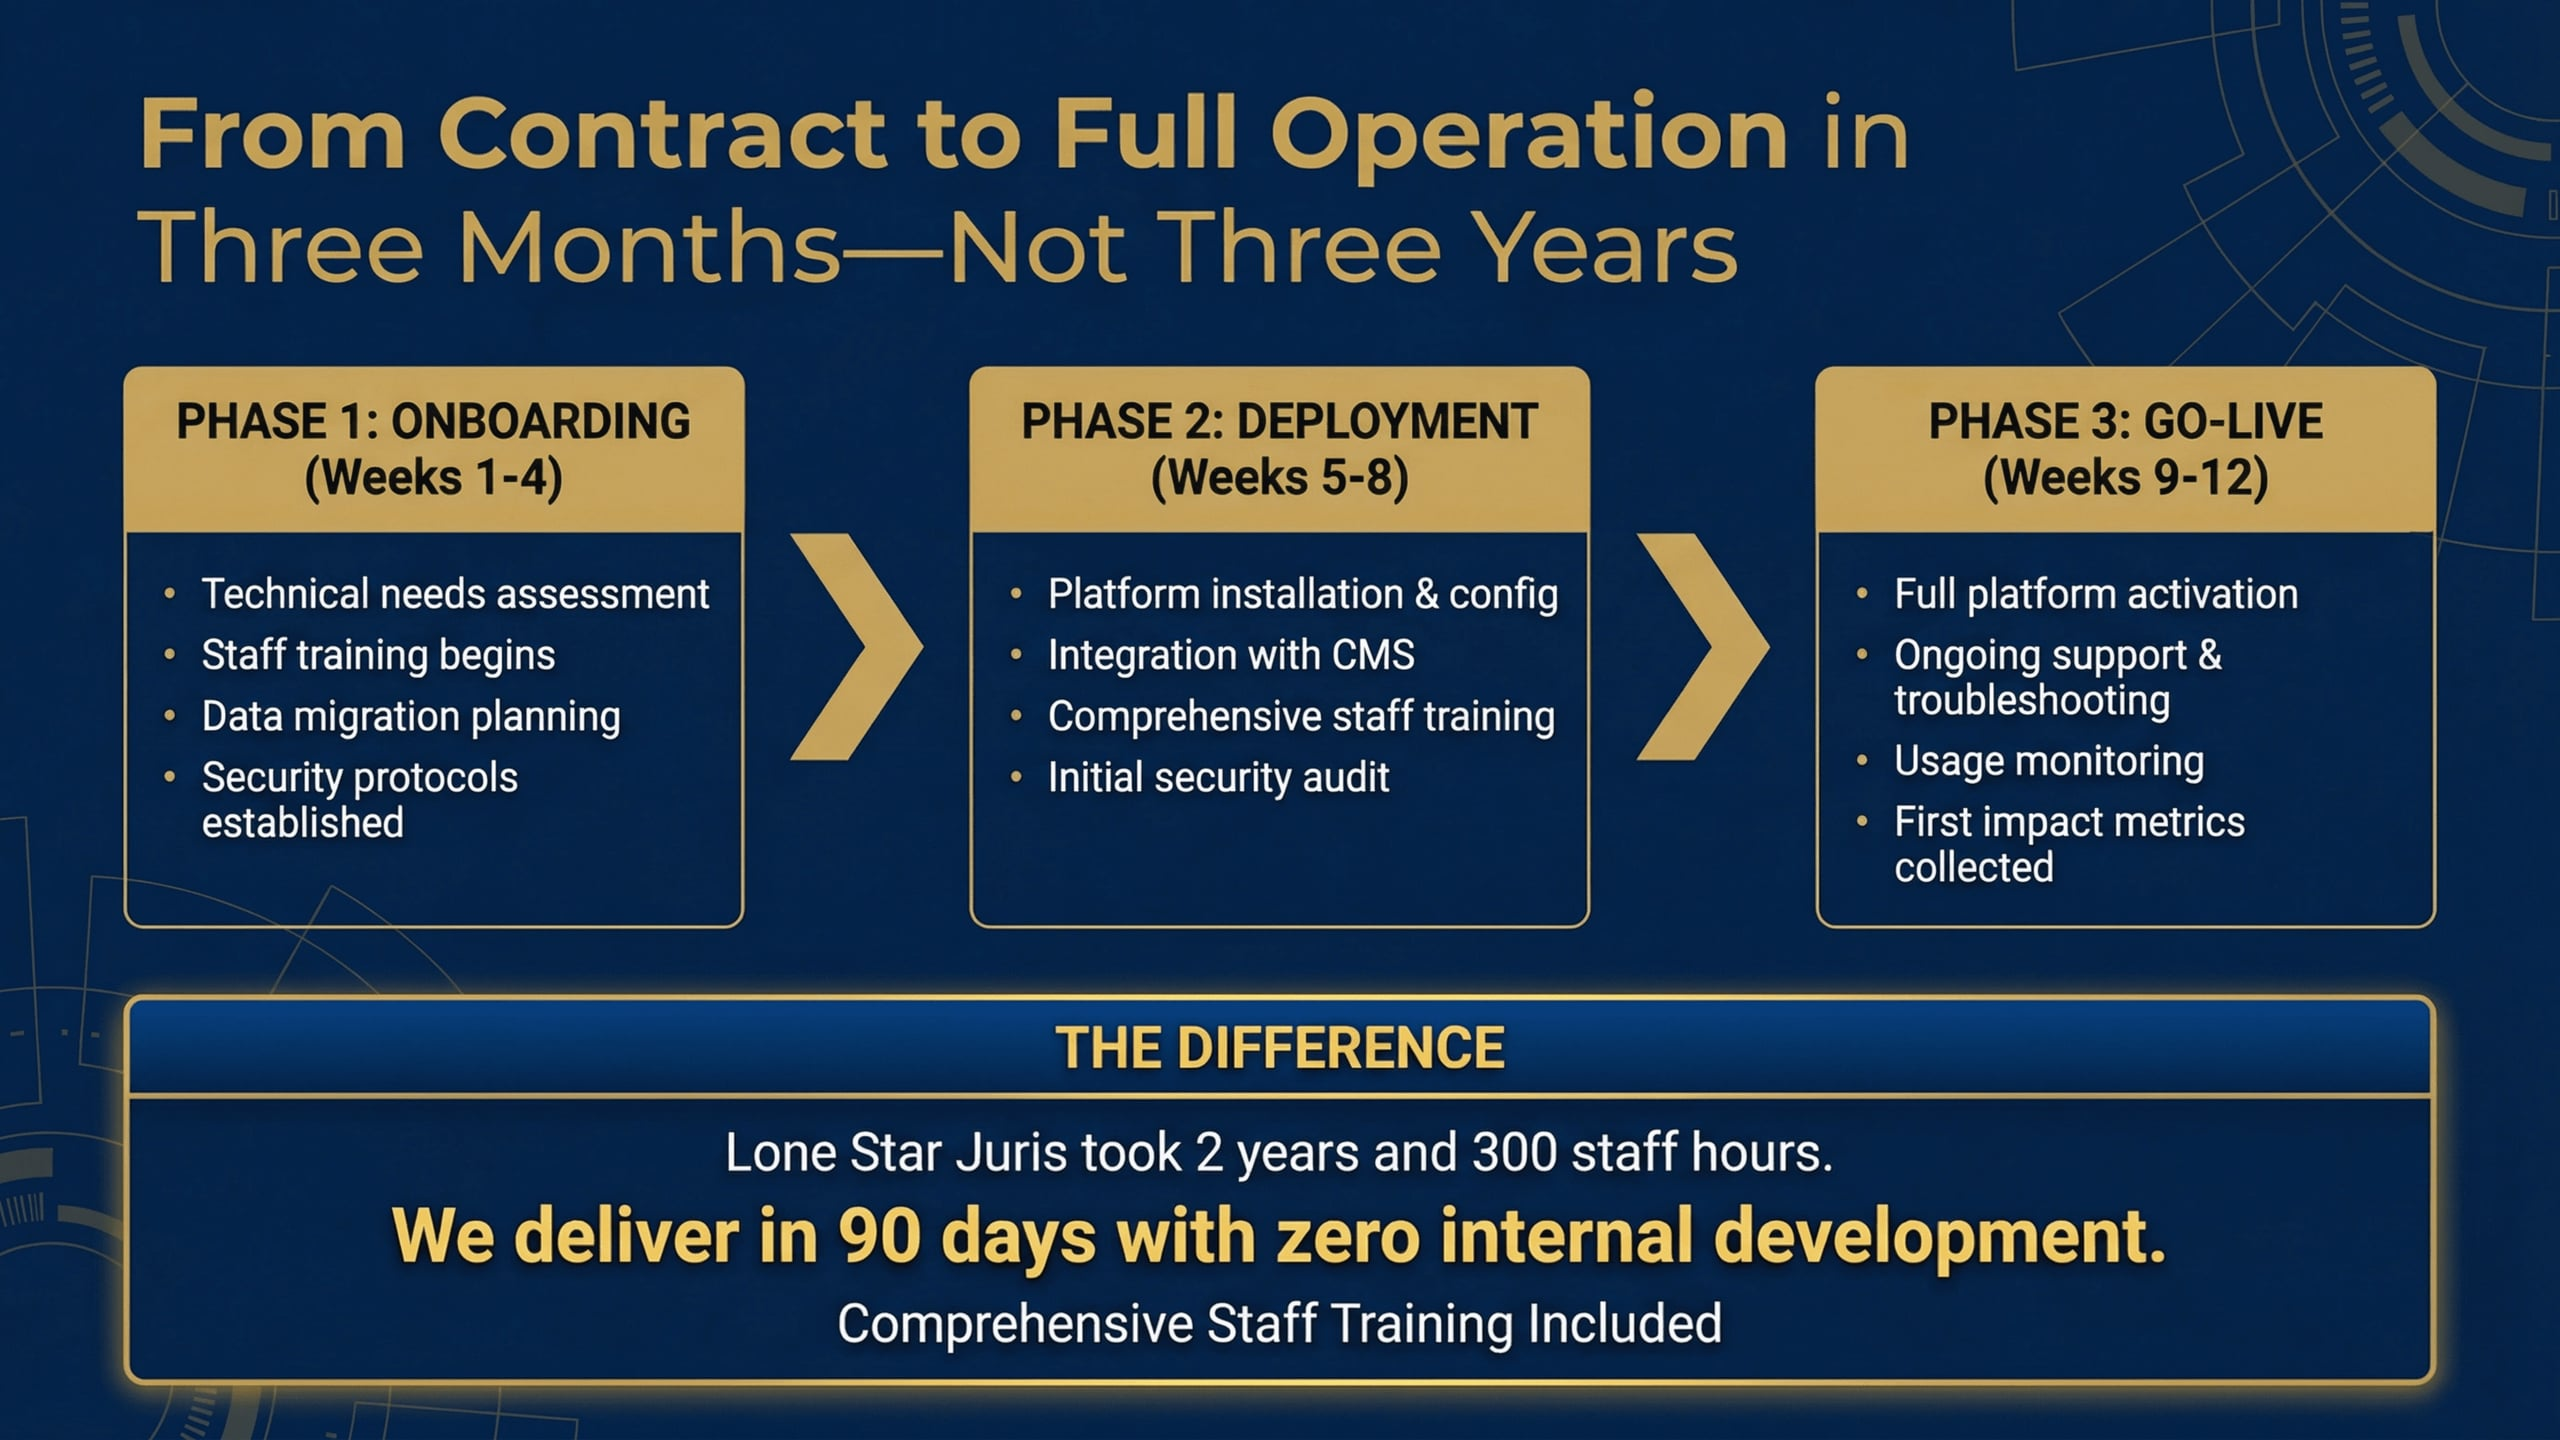 From Contract to Full Operation in
Three Months—Not Three Years
PHASE 1: ONBOARDING
(Weeks 1-4)
• Technical needs assessment
• Staff training begins
• Data migration planning
• Security protocols
established
PHASE 2: DEPLOYMENT
(Weeks 5-8)
• Platform installation & config
• Integration with CMS
• Comprehensive staff training
• Initial security audit
PHASE 3: GO-LIVE
(Weeks 9-12)
• Full platform activation
• Ongoing support &
troubleshooting
• Usage monitoring
• First impact metrics
collected
THE DIFFERENCE
Lone Star Juris took 2 years and 300 staff hours.
We deliver in 90 days with zero internal development.
Comprehensive Staff Training Included